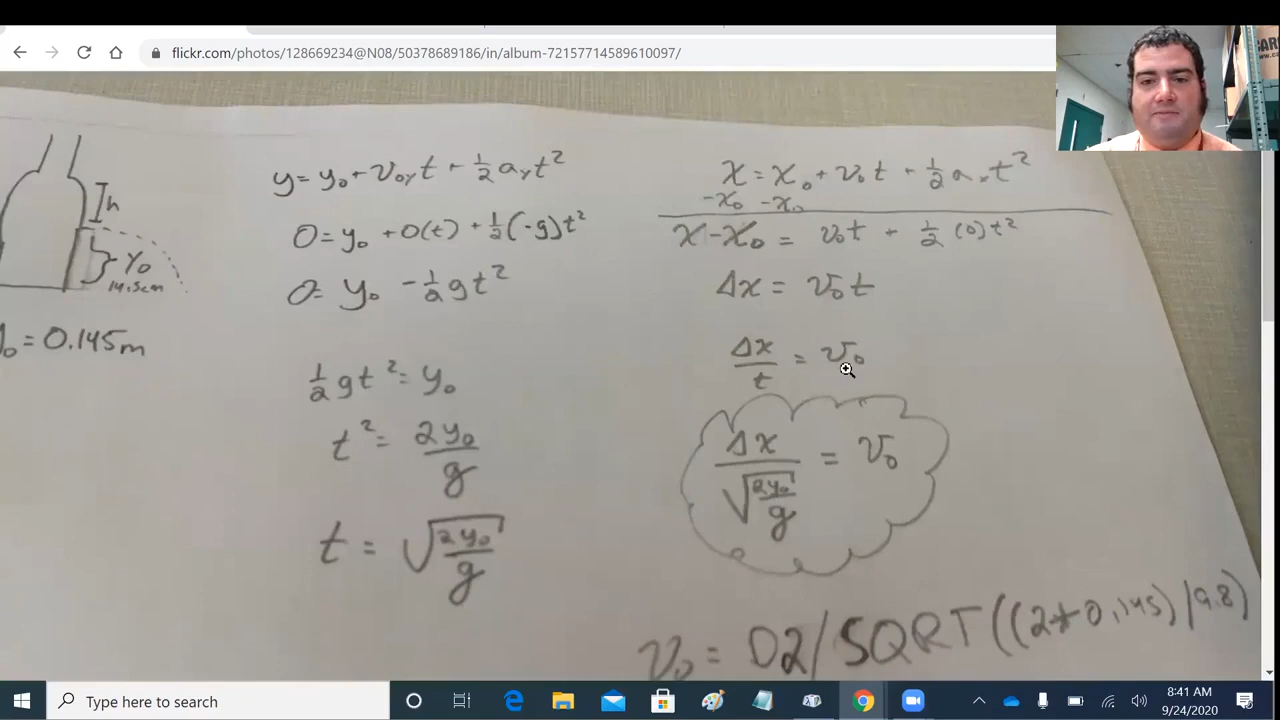 flickr.com/photos/128669234@N08/50378689186/in/album-72157714589610097/
h
y₀
14.5cm
y₀ = 0.145m
y = y₀ + v₀yt + ½ayt²
0 = y₀ + 0(t) + ½(-g)t²
0 = y₀ - ½gt²
½gt² = y₀
t² = 2y₀/g
t = √(2y₀/g)
x = x₀ + v₀t + ½axt²
-x₀ -x₀
x - x₀ = v₀t + ½(0)t²
Δx = v₀t
Δx/t = v₀
Δx/√(2y₀/g) = v₀
v₀ = D2/SQRT((2*0.145)/9.8)
Type here to search
8:41 AM
9/24/2020